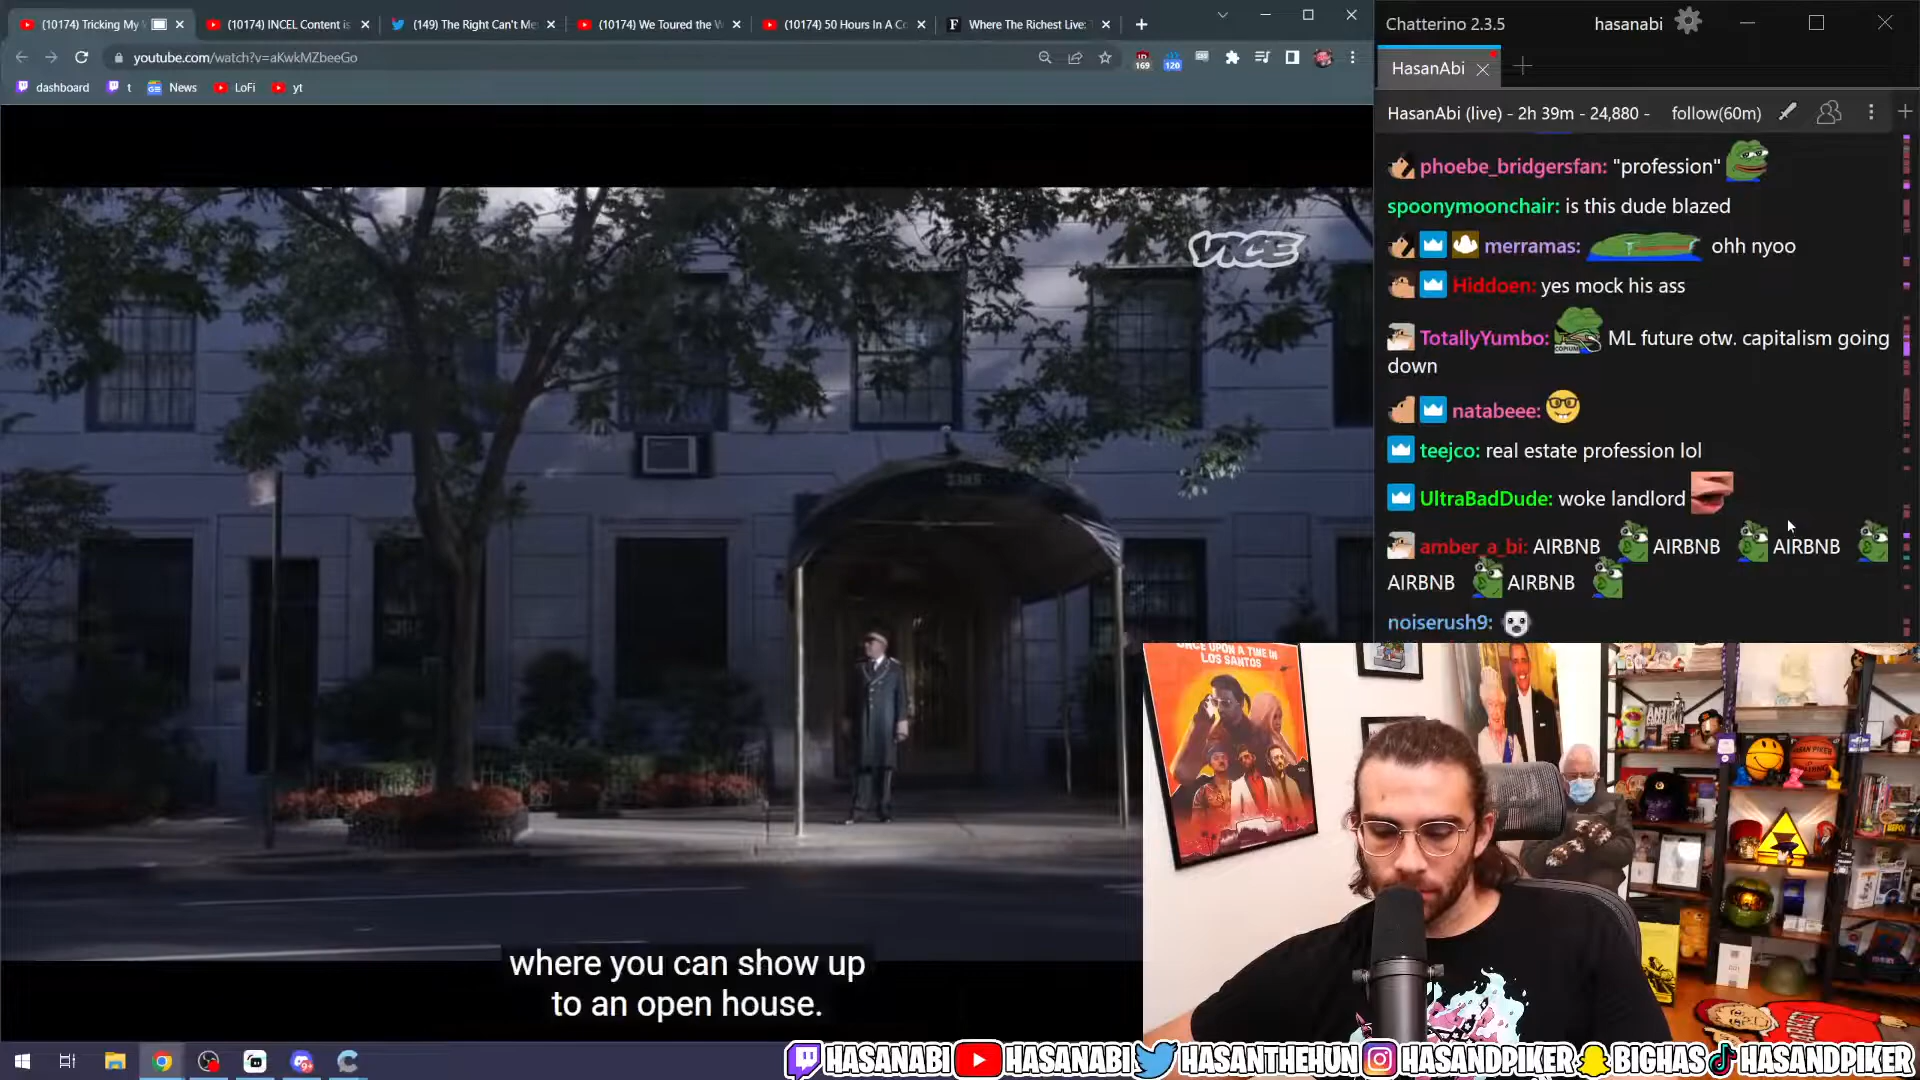 (10174) Tricking My
(10174) INCEL Content is
(149) The Right Can't Me
(10174) We Toured the W
(10174) 50 Hours In A Co
Where The Richest Live:
youtube.com/watch?v=aKwkMZbeeGo
169
120
dashboard
t
News
LoFi
yt
VICE
where you can show up
to an open house.
Chatterino 2.3.5
hasanabi
HasanAbi
HasanAbi (live) - 2h 39m - 24,880 -
follow(60m)
phoebe_bridgersfan: "profession"
spoonymoonchair: is this dude blazed
merramas: ohh nyoo
Hiddoen: yes mock his ass
TotallyYumbo: ML future otw. capitalism going
down
natabeee:
teejco: real estate profession lol
UltraBadDude: woke landlord
amber_a_bi: AIRBNB AIRBNB AIRBNB
AIRBNB AIRBNB
noiserush9:
ONCE UPON A TIME IN
LOS SANTOS
HASANABI HASANABI HASANTHEHUN HASANDPIKER BIGHAS HASANDPIKER